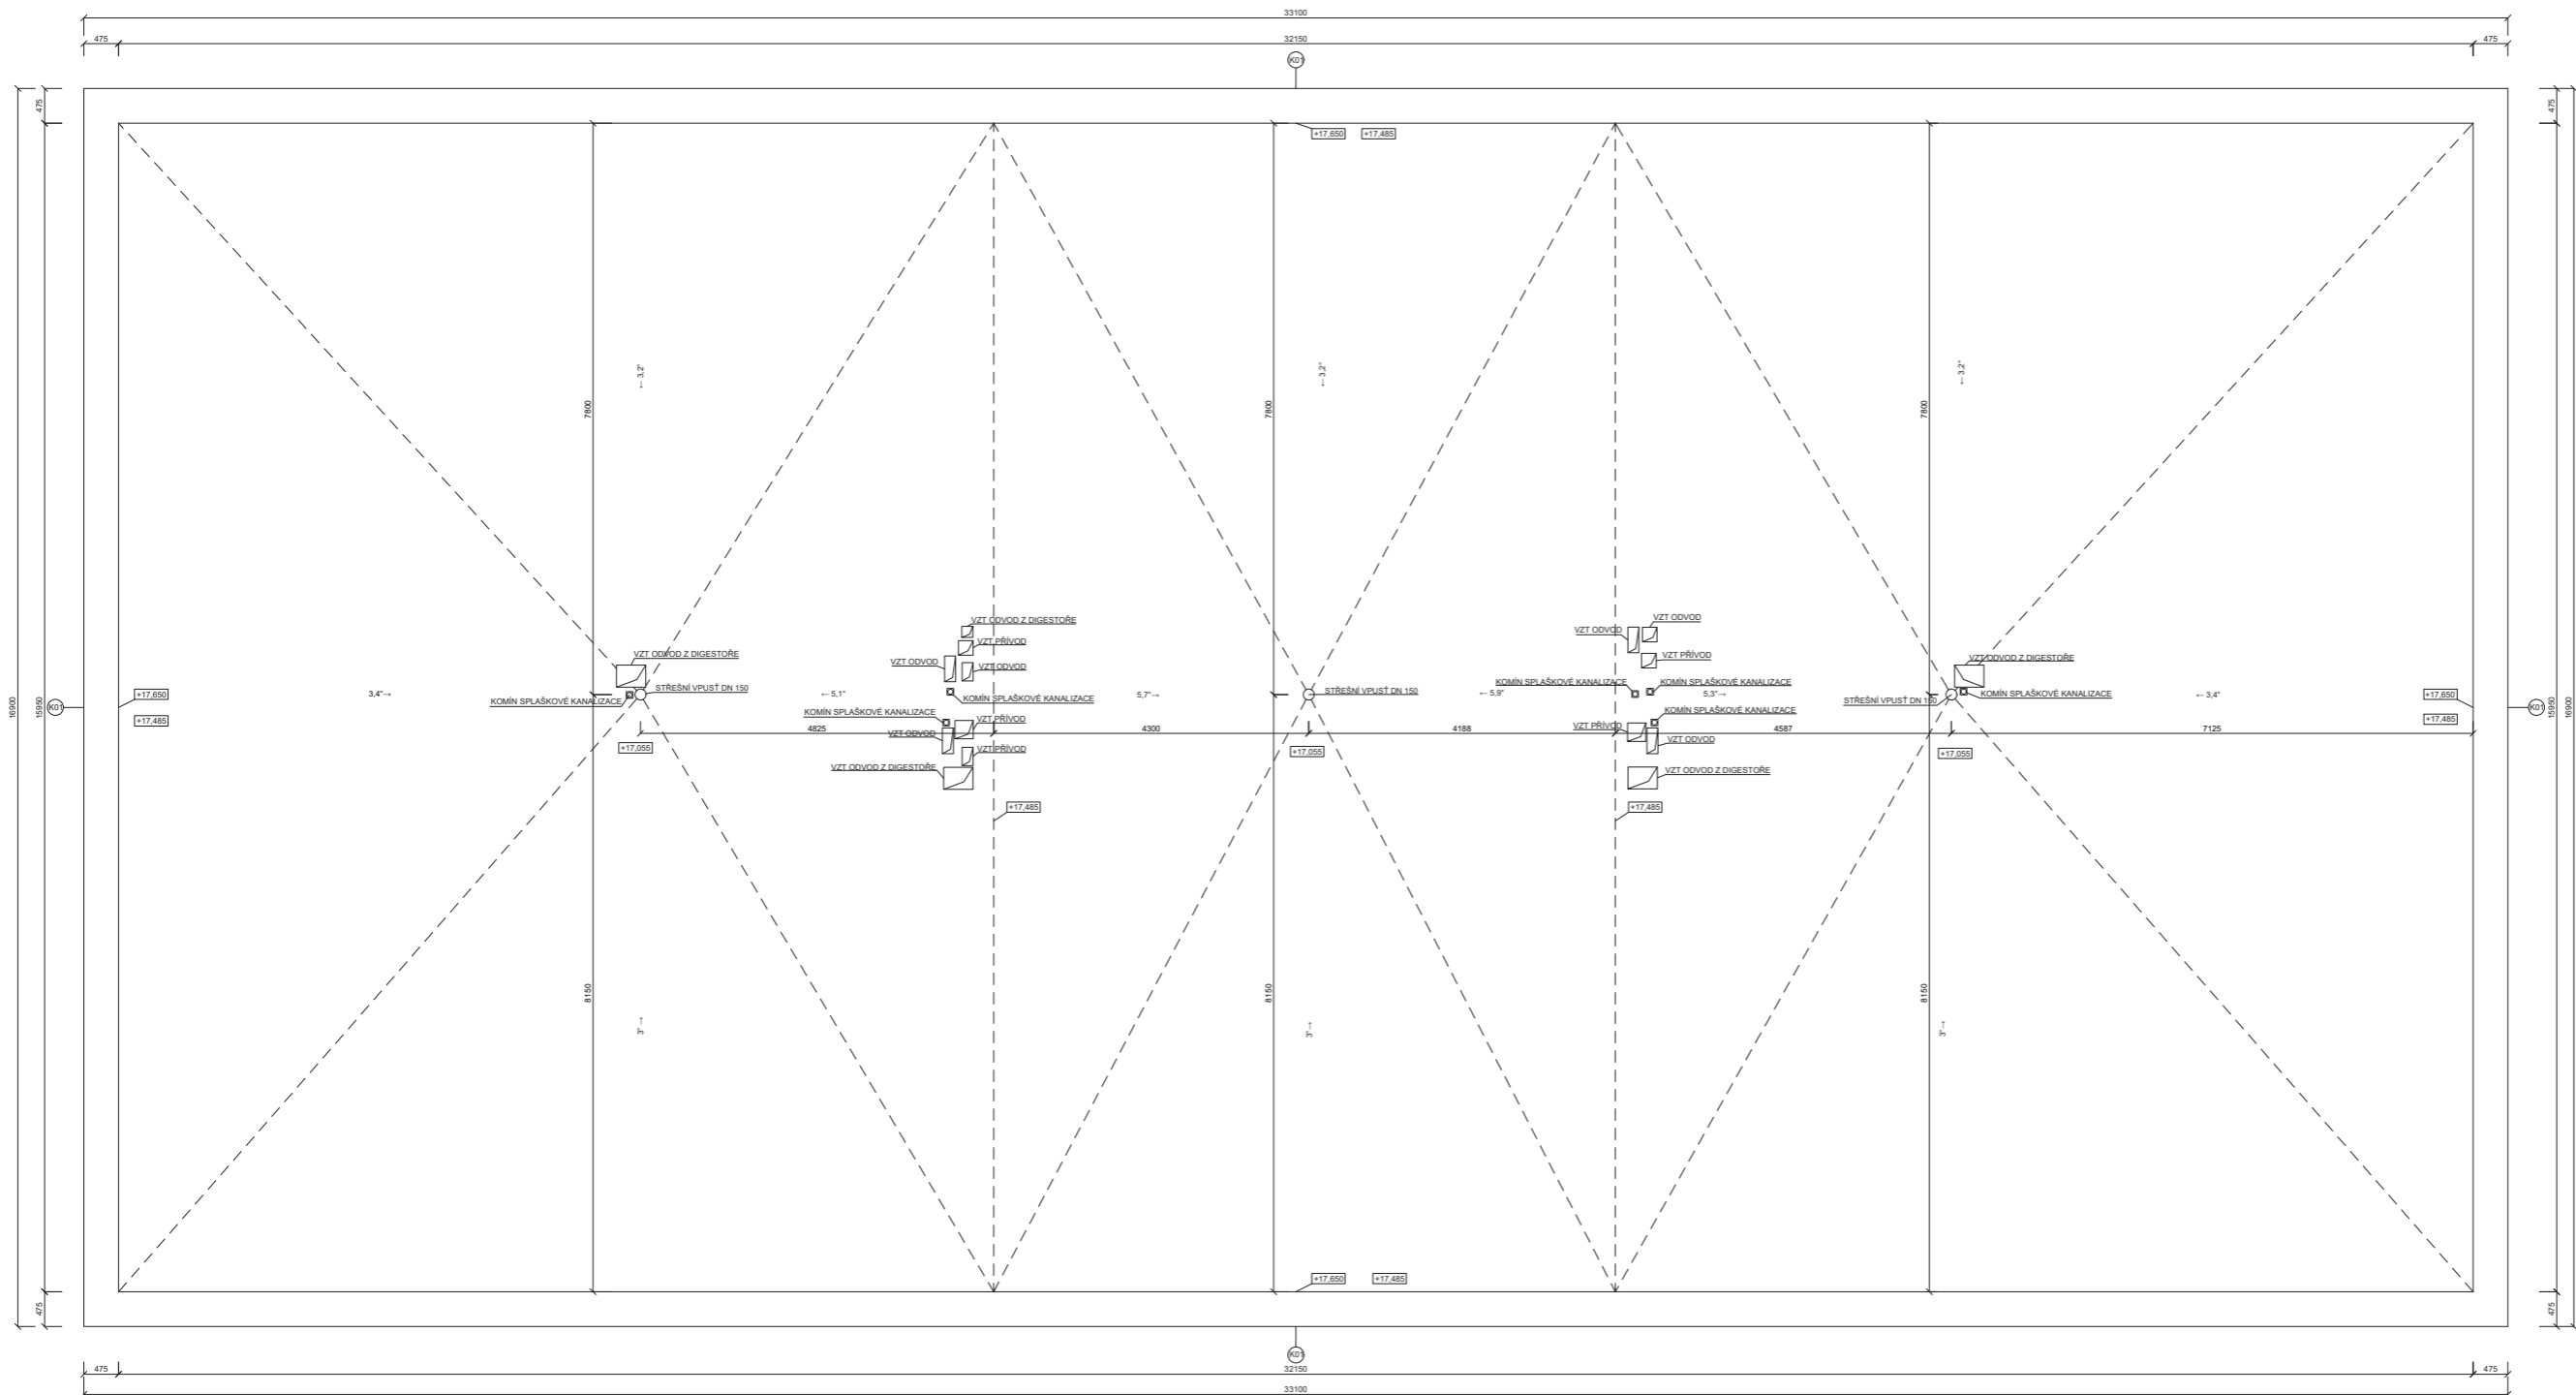 33100
475
32150
475
K01
475
475
+17,650
+17,485
← 3,2°
← 3,2°
← 3,2°
7800
7800
7800
VZT ODVOD Z DIGESTOŘE
VZT ODVOD
VZT ODVOD
VZT PŘÍVOD
VZT ODVOD Z DIGESTOŘE
VZT ODVOD
VZT ODVOD
VZT PŘÍVOD
VZT ODVOD Z DIGESTOŘE
16900
15950
K01
+17,650
+17,485
3,4° →
KOMÍN SPLAŠKOVÉ KANALIZACE
STŘEŠNÍ VPUSŤ DN 150
← 5,1°
KOMÍN SPLAŠKOVÉ KANALIZACE
5,7° →
STŘEŠNÍ VPUSŤ DN 150
← 5,9°
KOMÍN SPLAŠKOVÉ KANALIZACE
KOMÍN SPLAŠKOVÉ KANALIZACE
5,3° →
STŘEŠNÍ VPUSŤ DN 150
KOMÍN SPLAŠKOVÉ KANALIZACE
← 3,4°
+17,650
+17,485
K01
15950
16900
KOMÍN SPLAŠKOVÉ KANALIZACE
VZT PŘÍVOD
KOMÍN SPLAŠKOVÉ KANALIZACE
4825
VZT ODVOD
4300
4188
VZT PŘÍVOD
4587
7125
+17,055
VZT PŘÍVOD
+17,055
VZT ODVOD
+17,055
VZT ODVOD Z DIGESTOŘE
VZT ODVOD Z DIGESTOŘE
+17,485
+17,485
8150
8150
8150
3° →
3° →
3° →
+17,650
+17,485
475
475
K01
475
32150
475
33100